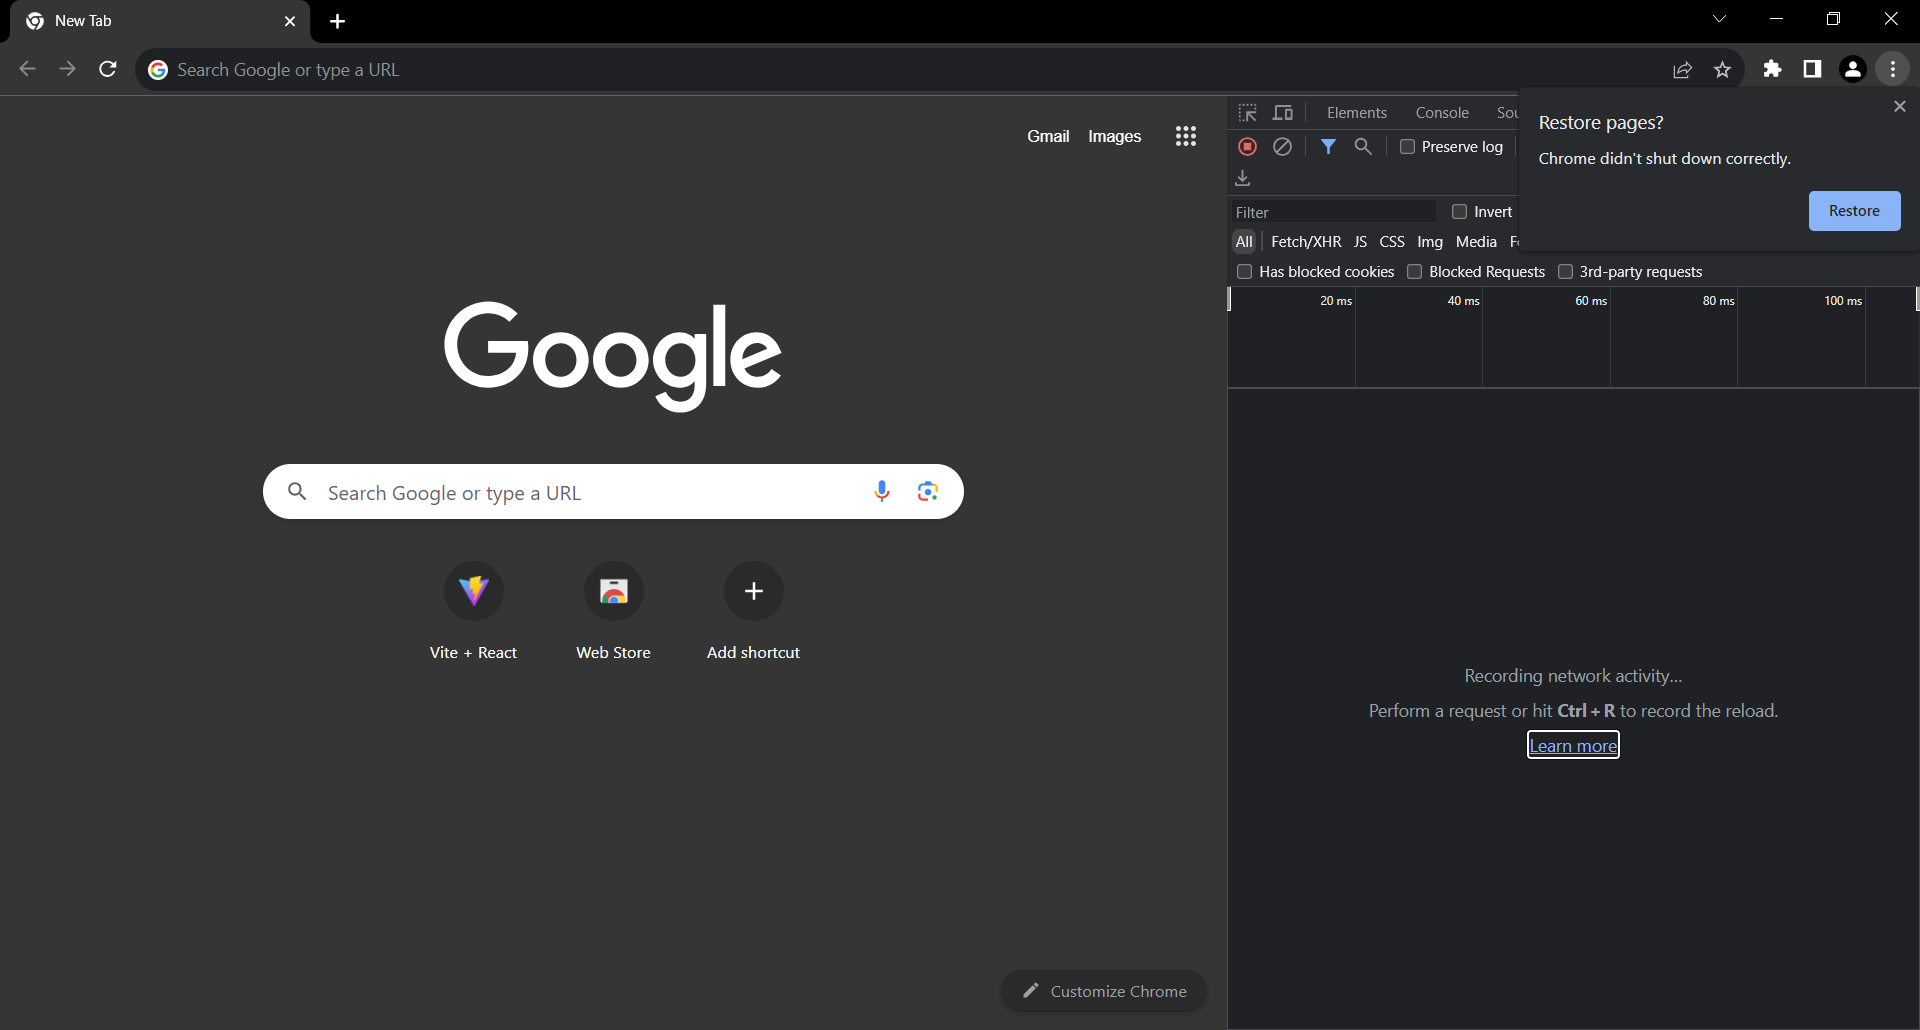 New Tab
Search Google or type a URL
Gmail Images
Elements Console
Restore pages?
Chrome didn't shut down correctly.
Restore
Preserve log
Filter
Invert
All Fetch/XHR JS CSS Img Media
Has blocked cookies Blocked Requests 3rd-party requests
20 ms 40 ms 60 ms 80 ms 100 ms
Google
Search Google or type a URL
Vite + React Web Store Add shortcut
Recording network activity...
Perform a request or hit Ctrl + R to record the reload.
Learn more
Customize Chrome